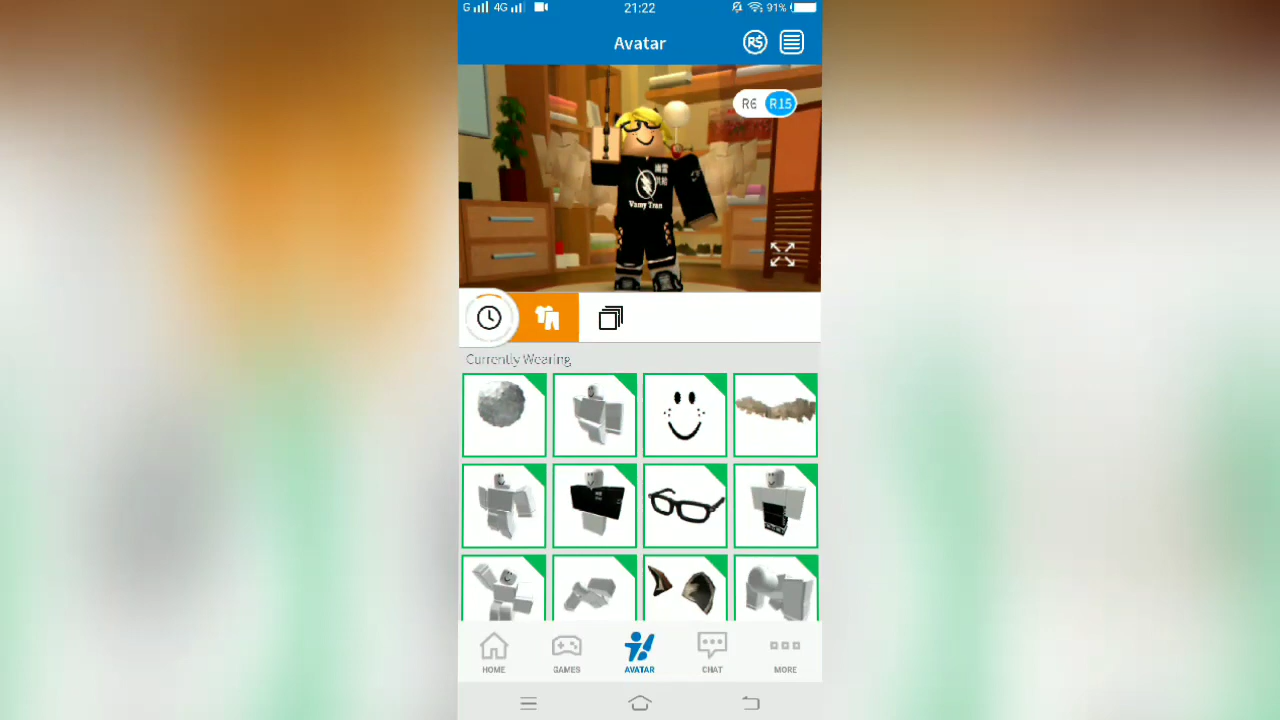 G 4G 21:22 91%
Avatar R$
R6 R15
Vamy Tran
Currently Wearing
HOME GAMES AVATAR CHAT MORE